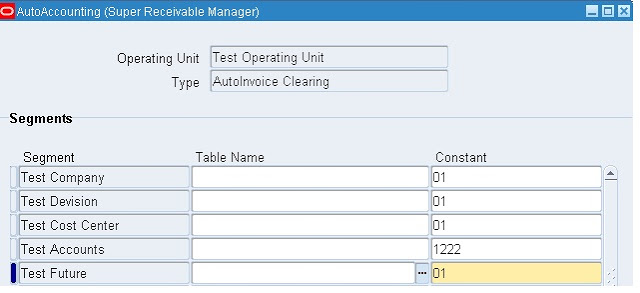 AutoAccounting (Super Receivable Manager)
Operating Unit Test Operating Unit
Type AutoInvoice Clearing
Segments
Segment Table Name Constant
Test Company 01
Test Devision 01
Test Cost Center 01
Test Accounts 1222
Test Future 01